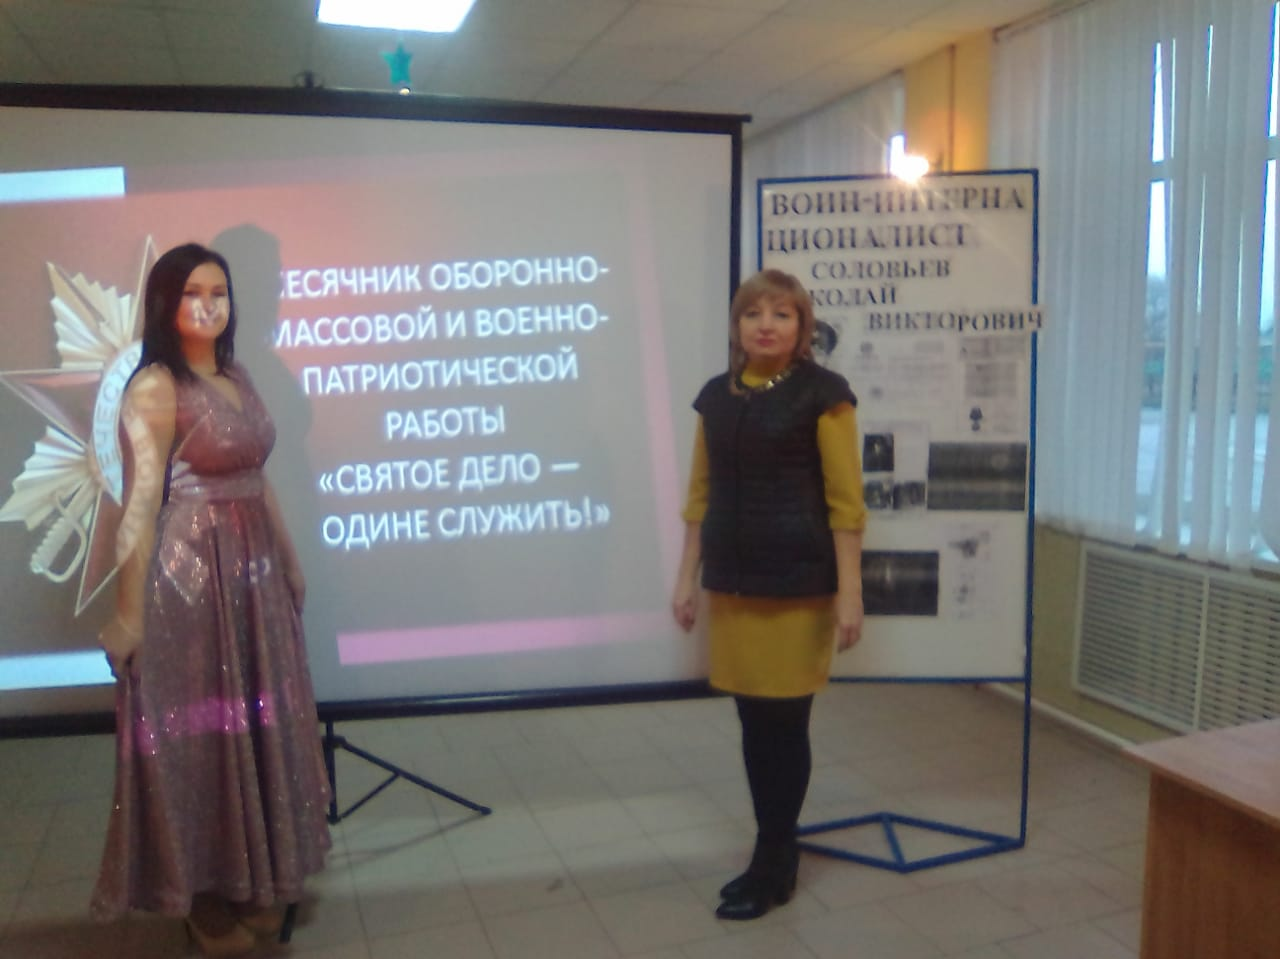 ЕСЯЧНИК ОБОРОННО-
МАССОВОЙ И ВОЕННО-
ПАТРИОТИЧЕСКОЙ
РАБОТЫ
«СВЯТОЕ ДЕЛО —
ОДИНЕ СЛУЖИТЬ!»
ВОИН-ИНТЕРНА
ЦИОНАЛИСТ
СОЛОВЬЕВ
КОЛАЙ
ВИКТОРОВИЧ